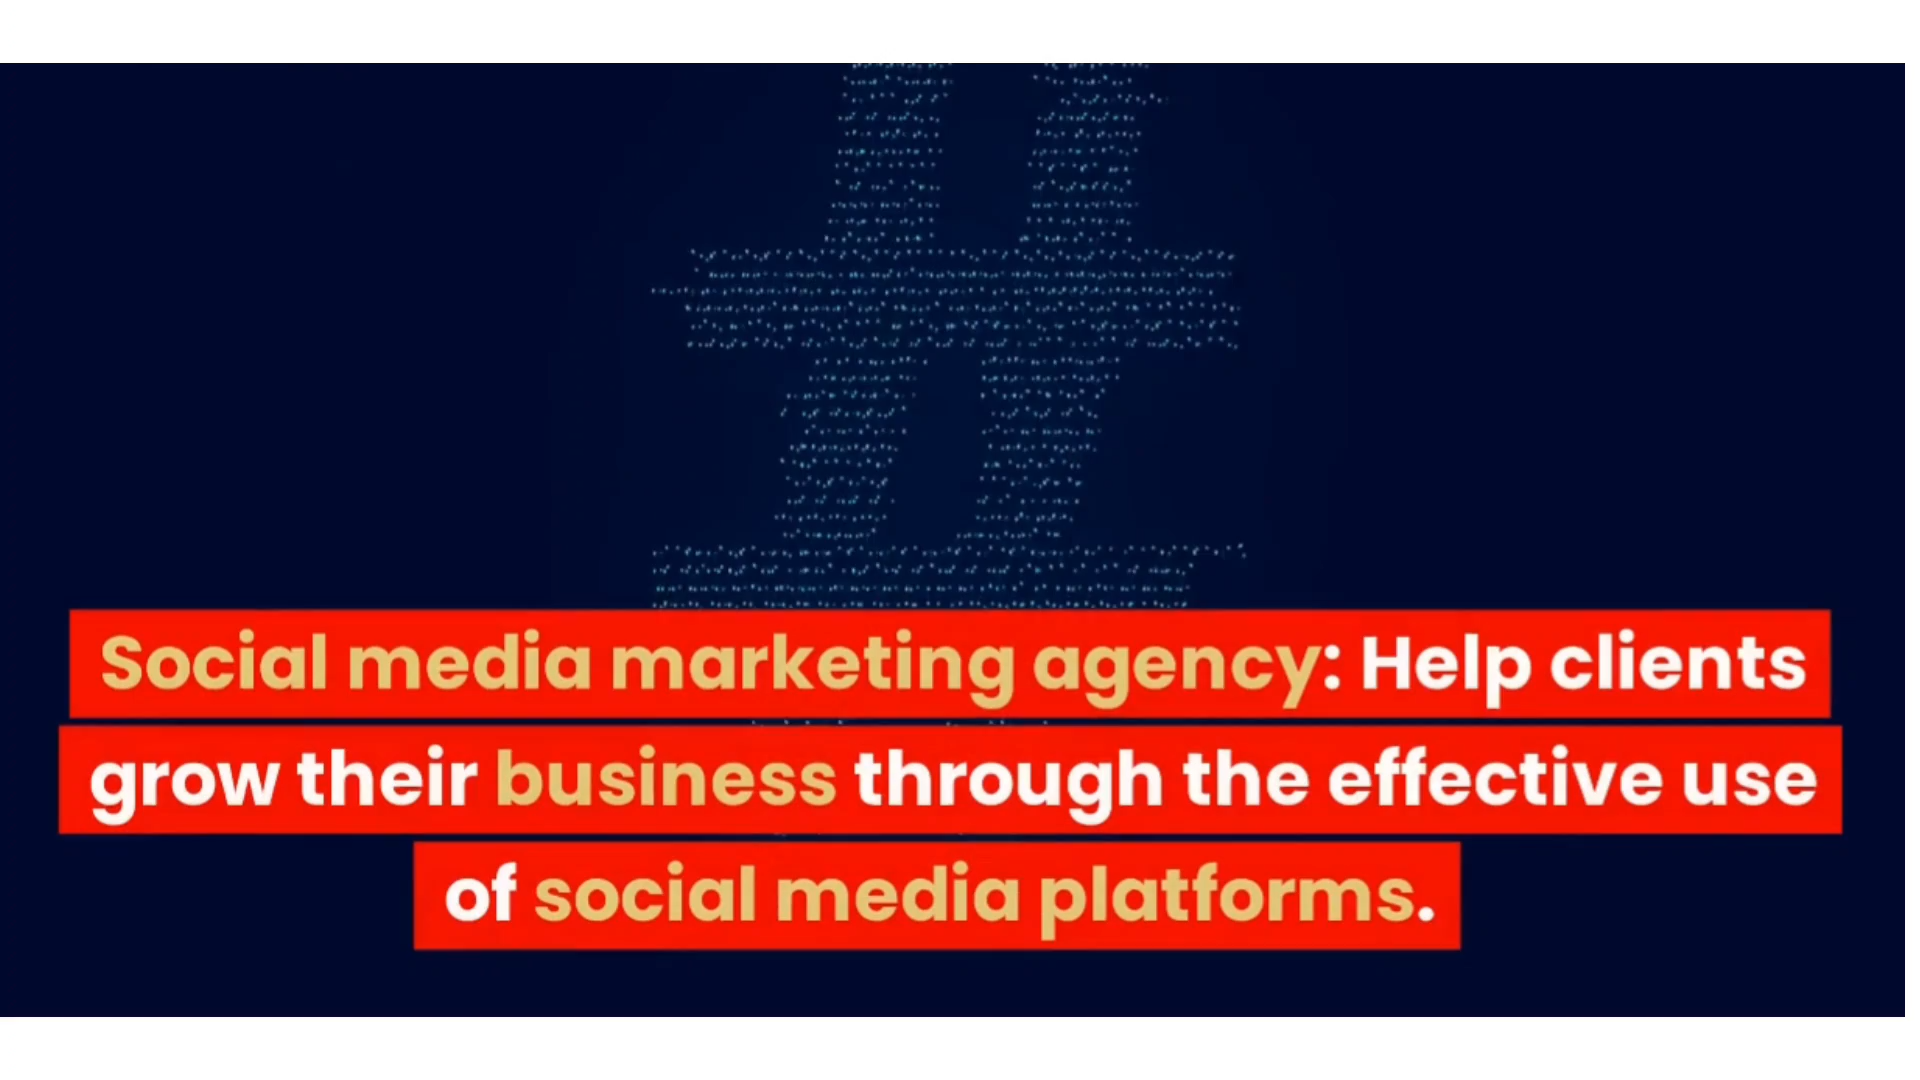 Social media marketing agency: Help clients
grow their business through the effective use
of social media platforms.